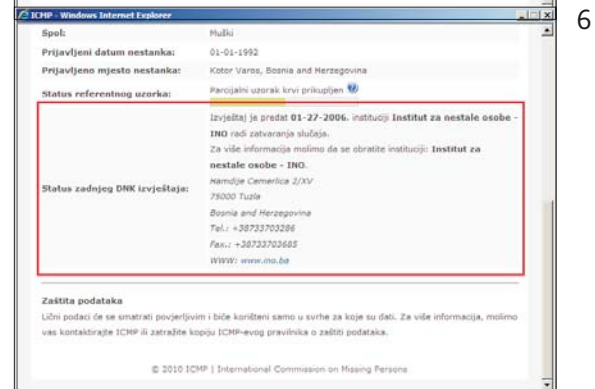 ICMP - Windows Internet Explorer
6
Spol: Muški
Prijavljeni datum nestanka: 01-01-1992
Prijavljeno mjesto nestanka: Kotor Varos, Bosnia and Herzegovina
Status referentnog uzorka: Parcijalni uzorak krvi prikupljen
Izvještaj je predat 01-27-2006. instituciji Institut za nestale osobe -
INO radi zatvaranja slučaja.
Za više informacija molimo da se obratite instituciji: Institut za
nestale osobe - INO.
Status zadnjeg DNK izvještaja: Hamdije Cemerlica 2/XV
75000 Tuzla
Bosnia and Herzegovina
Tel.: +38733703286
Fax.: +38733703685
WWW: www.ino.ba
Zaštita podataka
Lični podaci će se smatrati povjerljivim i biće korišteni samo u svrhe za koje su dati. Za više informacija, molimo
vas kontaktirajte ICMP ili zatražite kopiju ICMP-evog pravilnika o zaštiti podataka.
© 2010 ICMP | International Commission on Missing Persons